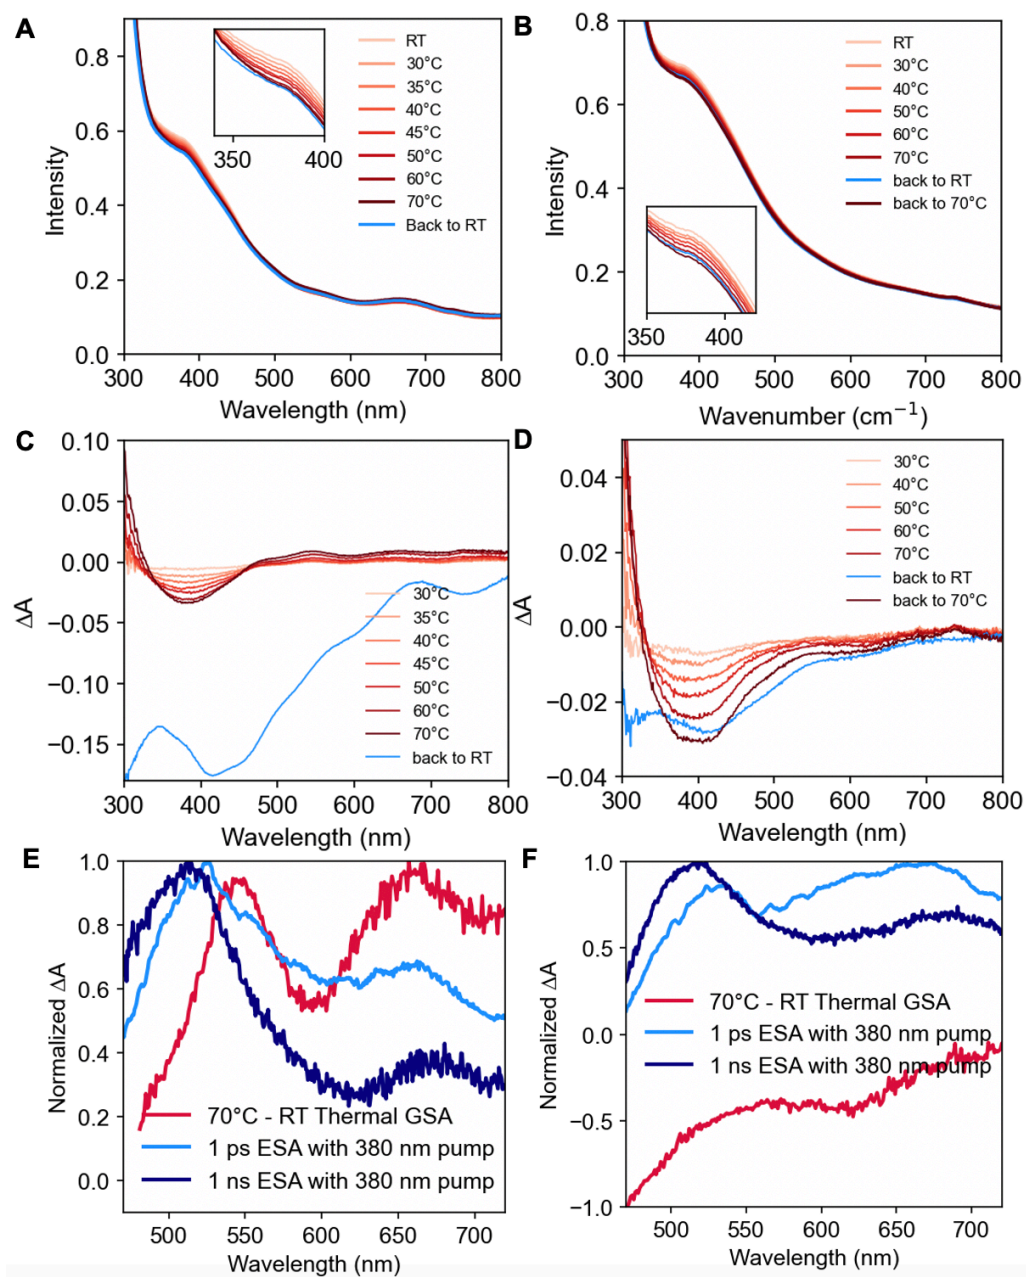 A
0.8
0.6
0.4
0.2
0.0
Intensity
300 400 500 600 700 800
Wavelength (nm)
350 400
RT
30°C
35°C
40°C
45°C
50°C
60°C
70°C
Back to RT
B
0.8
0.6
0.4
0.2
0.0
Intensity
300 400 500 600 700 800
Wavenumber (cm⁻¹)
350 400
RT
30°C
40°C
50°C
60°C
70°C
back to RT
back to 70°C
C
0.10
0.05
0.00
−0.05
−0.10
−0.15
ΔA
300 400 500 600 700 800
Wavelength (nm)
30°C
35°C
40°C
45°C
50°C
60°C
70°C
back to RT
D
0.04
0.02
0.00
−0.02
−0.04
ΔA
300 400 500 600 700 800
Wavelength (nm)
30°C
40°C
50°C
60°C
70°C
back to RT
back to 70°C
E
1.0
0.8
0.6
0.4
0.2
0.0
Normalized ΔA
500 550 600 650 700
Wavelength (nm)
70°C - RT Thermal GSA
1 ps ESA with 380 nm pump
1 ns ESA with 380 nm pump
F
1.0
0.5
0.0
−0.5
−1.0
Normalized ΔA
500 550 600 650 700
Wavelength (nm)
70°C - RT Thermal GSA
1 ps ESA with 380 nm pump
1 ns ESA with 380 nm pump